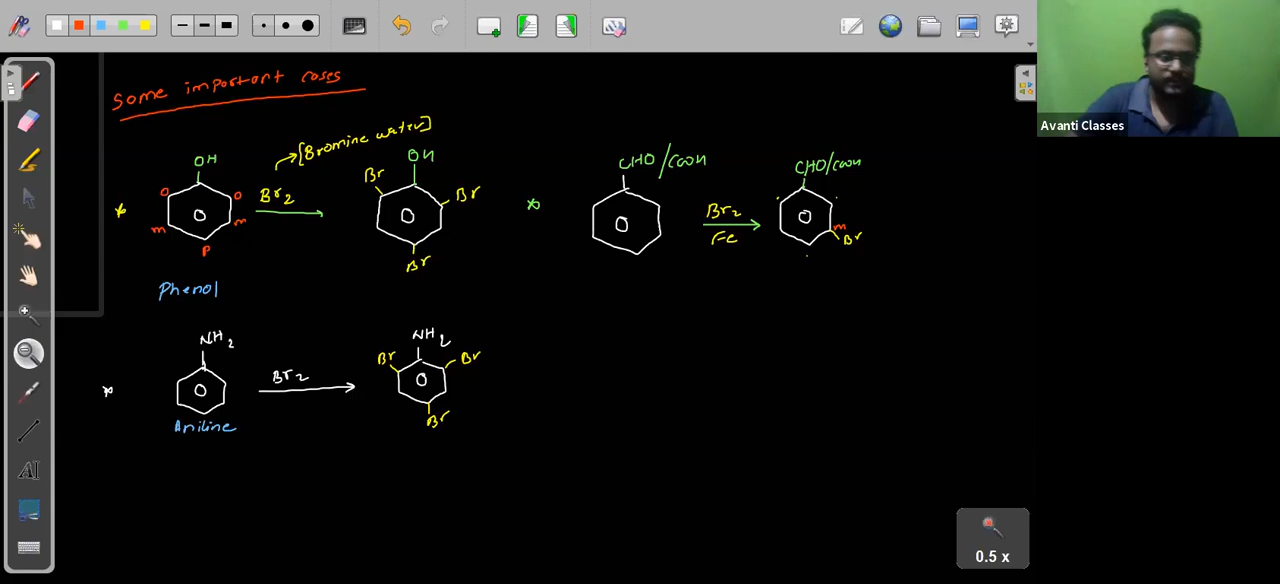 Some important cases
[Bromine water]
OH
Br2
o
o
m
m
p
Phenol
OH
Br
Br
Br
CHO/COOH
Br2
Fe
CHO/COOH
m
Br
NH2
Br2
Aniline
NH2
Br
Br
Br
Avanti Classes
AI
0.5 x